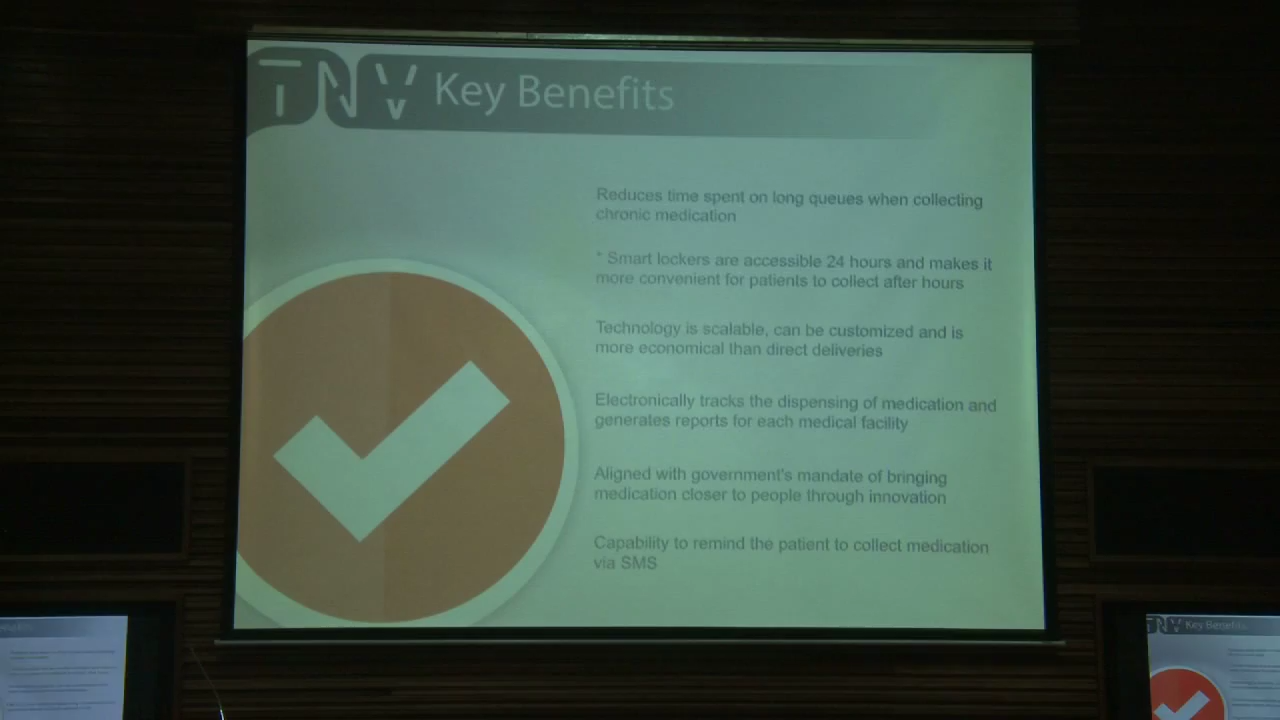 TNV Key Benefits
Reduces time spent on long queues when collecting
chronic medication
* Smart lockers are accessible 24 hours and makes it
more convenient for patients to collect after hours
Technology is scalable, can be customized and is
more economical than direct deliveries
Electronically tracks the dispensing of medication and
generates reports for each medical facility
Aligned with government's mandate of bringing
medication closer to people through innovation
Capability to remind the patient to collect medication
via SMS
TNV Key Benefits